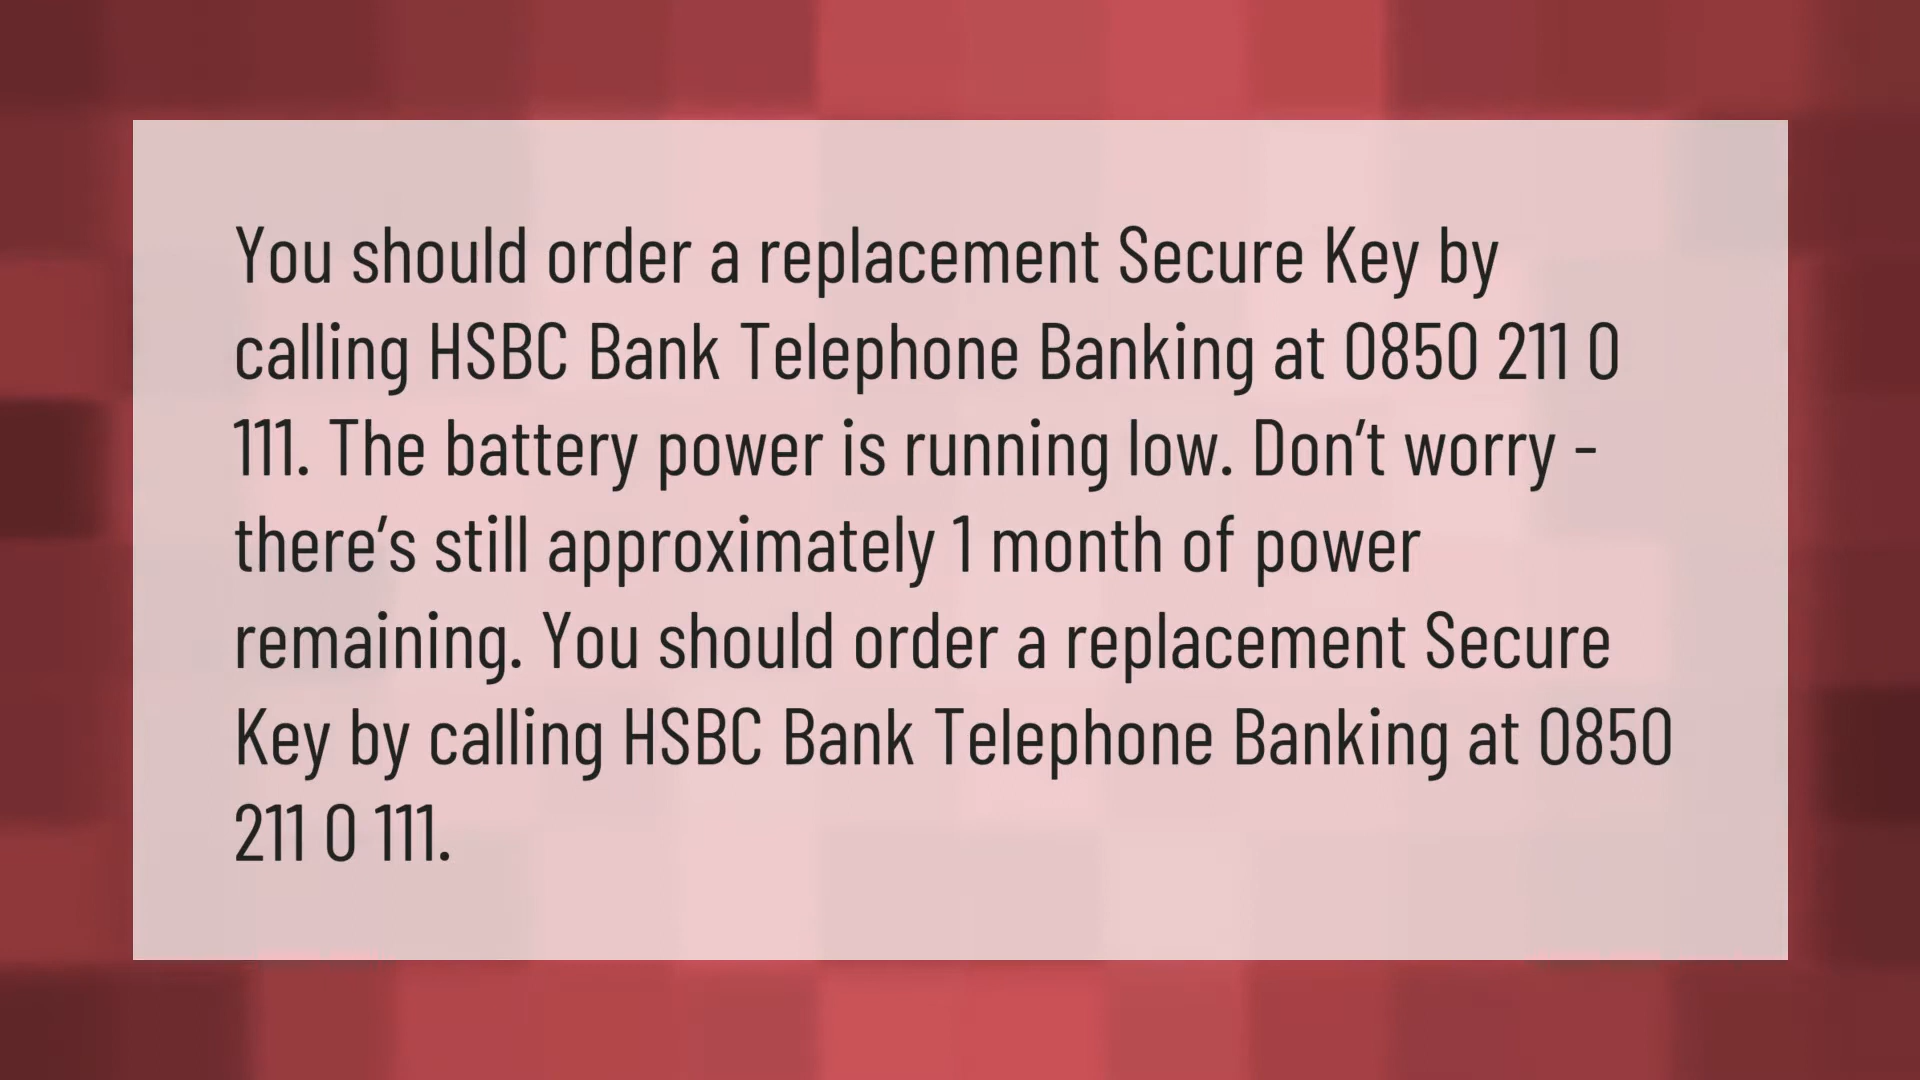 You should order a replacement Secure Key by
calling HSBC Bank Telephone Banking at 0850 211 0
111. The battery power is running low. Don’t worry -
there’s still approximately 1 month of power
remaining. You should order a replacement Secure
Key by calling HSBC Bank Telephone Banking at 0850
211 0 111.